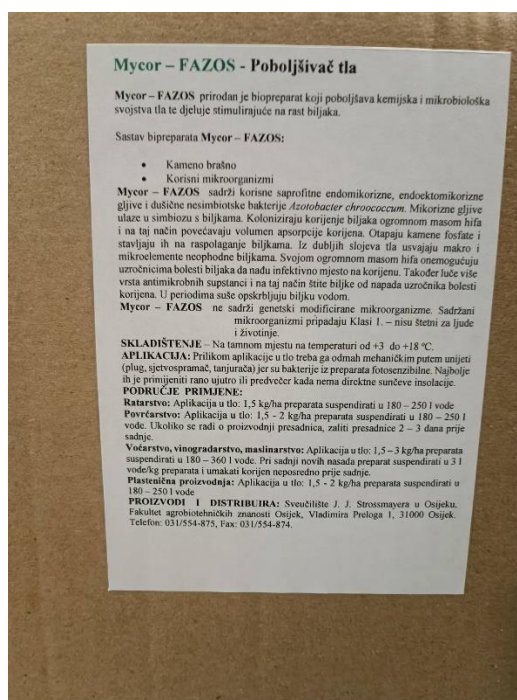 Mycor – FAZOS - Poboljšivač tla
Mycor – FAZOS prirodan je biopreparat koji poboljšava kemijska i mikrobiološka
svojstva tla te djeluje stimulirajuće na rast biljaka.
Sastav bipreparata Mycor – FAZOS:
• Kameno brašno
• Korisni mikroorganizmi
Mycor – FAZOS sadrži korisne saprofitne endomikorizne, endoektomikorizne
gljive i dušične nesimbiotske bakterije Azotobacter chroococcum. Mikorizne gljive
ulaze u simbiozu s biljkama. Koloniziraju korijenje biljaka ogromnom masom hifa
i na taj način povećavaju volumen apsorpcije korijena. Otapaju kamene fosfate i
stavljaju ih na raspolaganje biljkama. Iz dubljih slojeva tla usvajaju makro i
mikroelemente neophodne biljkama. Svojom ogromnom masom hifa onemogućuju
uzročnicima bolesti biljaka da nađu infektivno mjesto na korijenu. Također luče više
vrsta antimikrobnih supstanci i na taj način štite biljke od napada uzročnika bolesti
korijena. U periodima suše opskrbljuju biljku vodom.
Mycor – FAZOS ne sadrži genetski modificirane mikroorganizme. Sadržani
mikroorganizmi pripadaju Klasi 1. – nisu štetni za ljude
i životinje.
SKLADIŠTENJE – Na tamnom mjestu na temperaturi od +3 do +18 ºC.
APLIKACIJA: Prilikom aplikacije u tlo treba ga odmah mehaničkim putem unijeti
(plug, sjetvospramač, tanjurača) jer su bakterije iz preparata fotosenzibilne. Najbolje
ih je primijeniti rano ujutro ili predvečer kada nema direktne sunčeve insolacije.
PODRUČJE PRIMJENE:
Ratarstvo: Aplikacija u tlo: 1,5 kg/ha preparata suspendirati u 180 – 250 l vode
Povrćarstvo: Aplikacija u tlo: 1,5 - 2 kg/ha preparata suspendirati u 180 – 250 l
vode. Ukoliko se radi o proizvodnji presadnica, zaliti presadnice 2 – 3 dana prije
sadnje.
Voćarstvo, vinogradarstvo, maslinarstvo: Aplikacija u tlo: 1,5 – 3 kg/ha preparata
suspendirati u 180 – 360 l vode. Pri sadnji novih nasada preparat suspendirati u 3 l
vode/kg preparata i umakati korijen neposredno prije sadnje.
Plastenična proizvodnja: Aplikacija u tlo: 1,5 - 2 kg/ha preparata suspendirati u
180 – 250 l vode
PROIZVODI I DISTRIBUIRA: Sveučilište J. J. Strossmayera u Osijeku,
Fakultet agrobiotehničkih znanosti Osijek, Vladimira Preloga 1, 31000 Osijek.
Telefon: 031/554-875, Fax: 031/554-874.